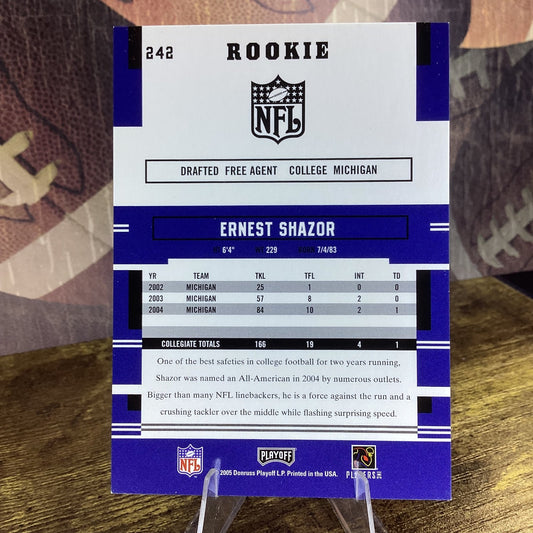 242 ROOKIE
NFL
DRAFTED FREE AGENT COLLEGE MICHIGAN
ERNEST SHAZOR
6'4" 229 7/4/83
YR TEAM TKL TFL INT TD
2002 MICHIGAN 25 1 0 0
2003 MICHIGAN 57 8 2 0
2004 MICHIGAN 84 10 2 1
COLLEGIATE TOTALS 166 19 4 1
One of the best safeties in college football for two years running,
Shazor was named an All-American in 2004 by numerous outlets.
Bigger than many NFL linebackers, he is a force against the run and a
crushing tackler over the middle while flashing surprising speed.
NFL PLAYOFF PLAYERS INC
2005 Donruss Playoff L.P. Printed in the USA.